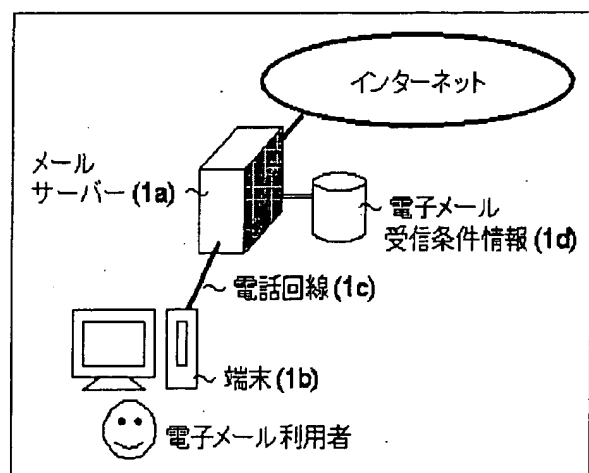 インターネット
メール
サーバー(1a)
電子メール
受信条件情報(1d)
電話回線(1c)
端末(1b)
電子メール利用者